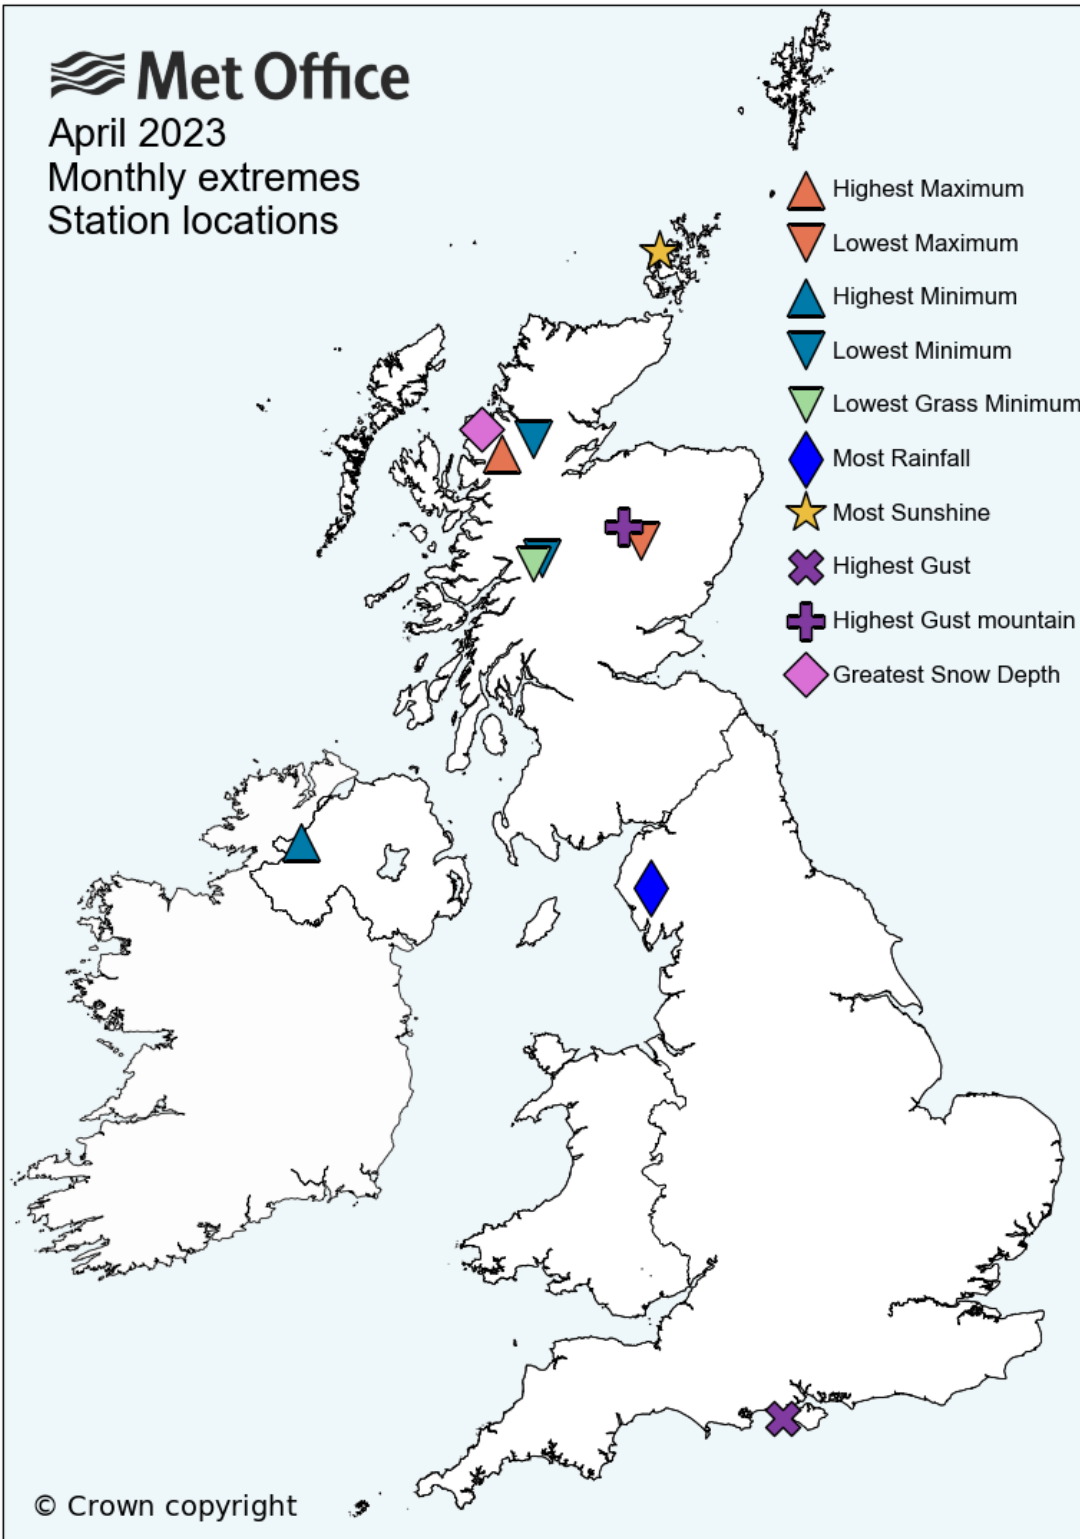 Met Office
April 2023
Monthly extremes
Station locations
Highest Maximum
Lowest Maximum
Highest Minimum
Lowest Minimum
Lowest Grass Minimum
Most Rainfall
Most Sunshine
Highest Gust
Highest Gust mountain
Greatest Snow Depth
© Crown copyright